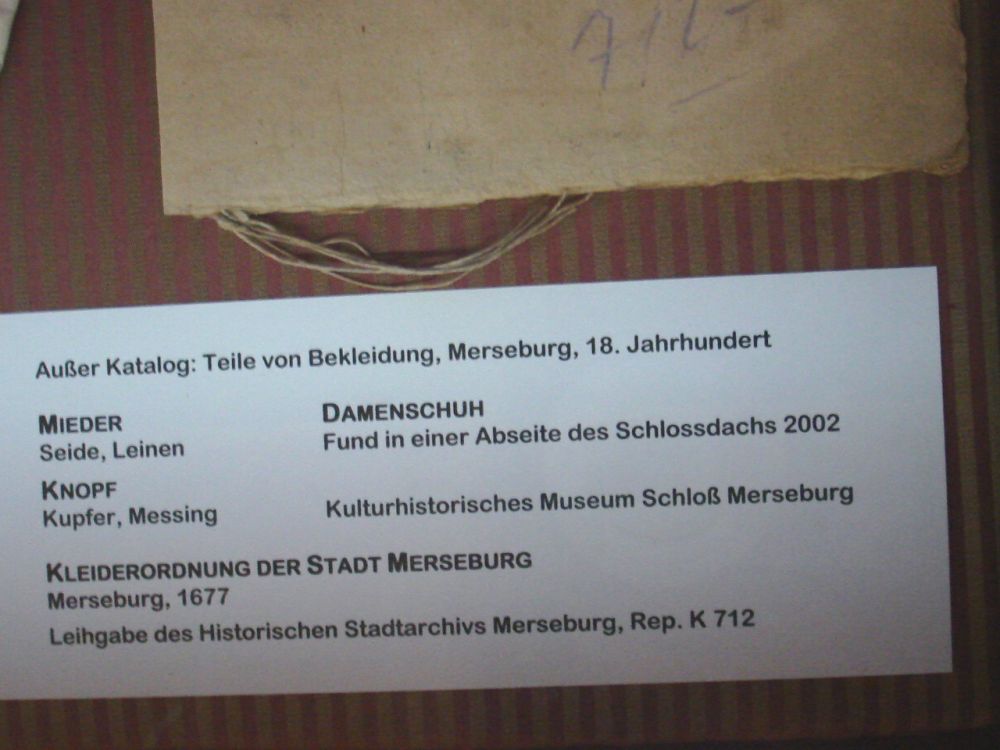 712
Außer Katalog: Teile von Bekleidung, Merseburg, 18. Jahrhundert
MIEDER
Seide, Leinen
DAMENSCHUH
Fund in einer Abseite des Schlossdachs 2002
KNOPF
Kupfer, Messing
Kulturhistorisches Museum Schloß Merseburg
KLEIDERORDNUNG DER STADT MERSEBURG
Merseburg, 1677
Leihgabe des Historischen Stadtarchivs Merseburg, Rep. K 712